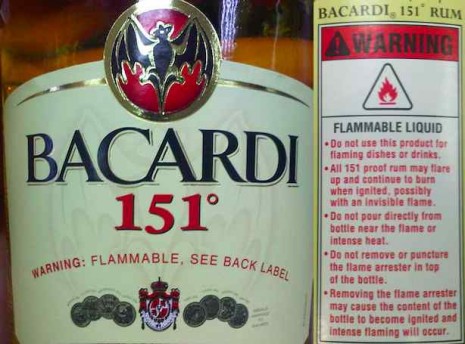 BACARDI
151°
WARNING: FLAMMABLE, SEE BACK LABEL
BACARDI® 151° RUM
WARNING
FLAMMABLE LIQUID
• Do not use this product for
flaming dishes or drinks.
• All 151 proof rum may flare
up and continue to burn
when ignited, possibly
with an invisible flame.
• Do not pour directly from
bottle near the flame or
intense heat.
• Do not remove or puncture
the flame arrester in top
of the bottle.
• Removing the flame arrester
may cause the content of the
bottle to become ignited and
intense flaming will occur.